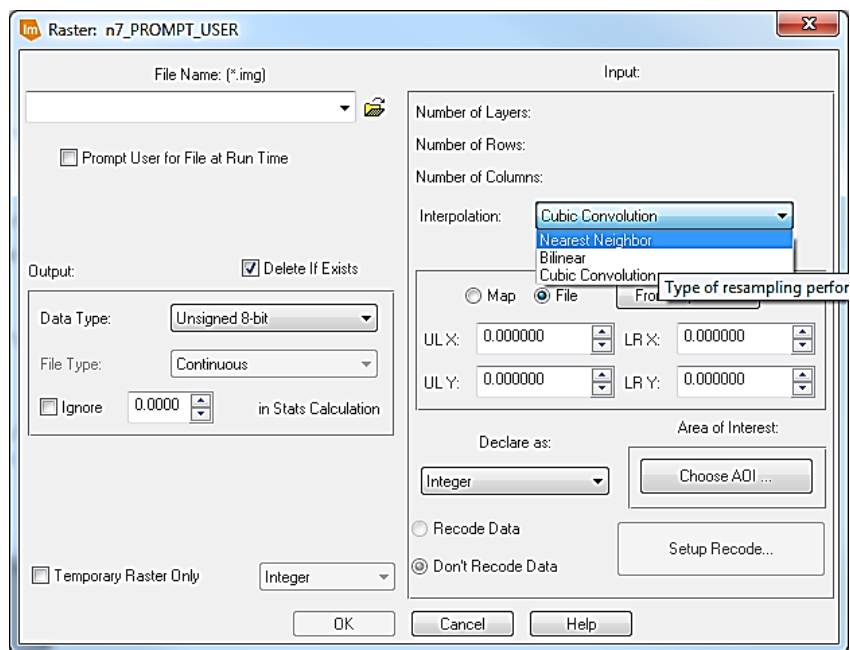 Im Raster: n7_PROMPT_USER
File Name: (*.img)
Prompt User for File at Run Time
Output:
Delete If Exists
Data Type: Unsigned 8-bit
File Type: Continuous
Ignore 0.0000 in Stats Calculation
Temporary Raster Only Integer
Input:
Number of Layers:
Number of Rows:
Number of Columns:
Interpolation: Cubic Convolution
Nearest Neighbor
Bilinear
Cubic Convolution
Type of resampling perfor
Map File
UL X: 0.000000 LR X: 0.000000
UL Y: 0.000000 LR Y: 0.000000
Declare as:
Integer
Area of Interest:
Choose AOI ...
Recode Data
Don't Recode Data
Setup Recode...
OK Cancel Help